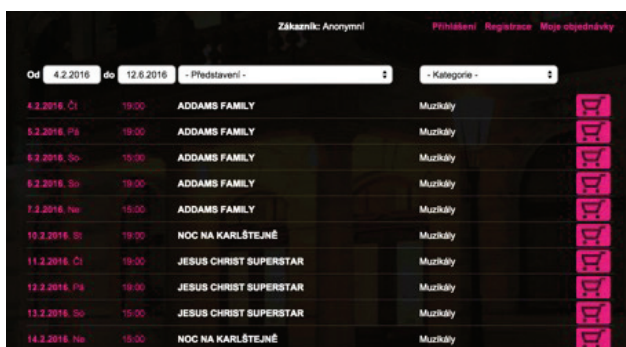 Zákazník: Anonymní Přihlášení Registrace Moje objednávky
Od 4.2.2016 do 12.6.2016 - Představení - - Kategorie -
4.2.2016, Čt 19:00 ADDAMS FAMILY Muzikály
5.2.2016, Pá 19:00 ADDAMS FAMILY Muzikály
6.2.2016, So 15:00 ADDAMS FAMILY Muzikály
6.2.2016, So 19:00 ADDAMS FAMILY Muzikály
7.2.2016, Ne 15:00 ADDAMS FAMILY Muzikály
10.2.2016, St 19:00 NOC NA KARLŠTEJNĚ Muzikály
11.2.2016, Čt 19:00 JESUS CHRIST SUPERSTAR Muzikály
12.2.2016, Pá 19:00 JESUS CHRIST SUPERSTAR Muzikály
13.2.2016, So 15:00 JESUS CHRIST SUPERSTAR Muzikály
14.2.2016, Ne 15:00 NOC NA KARLŠTEJNĚ Muzikály